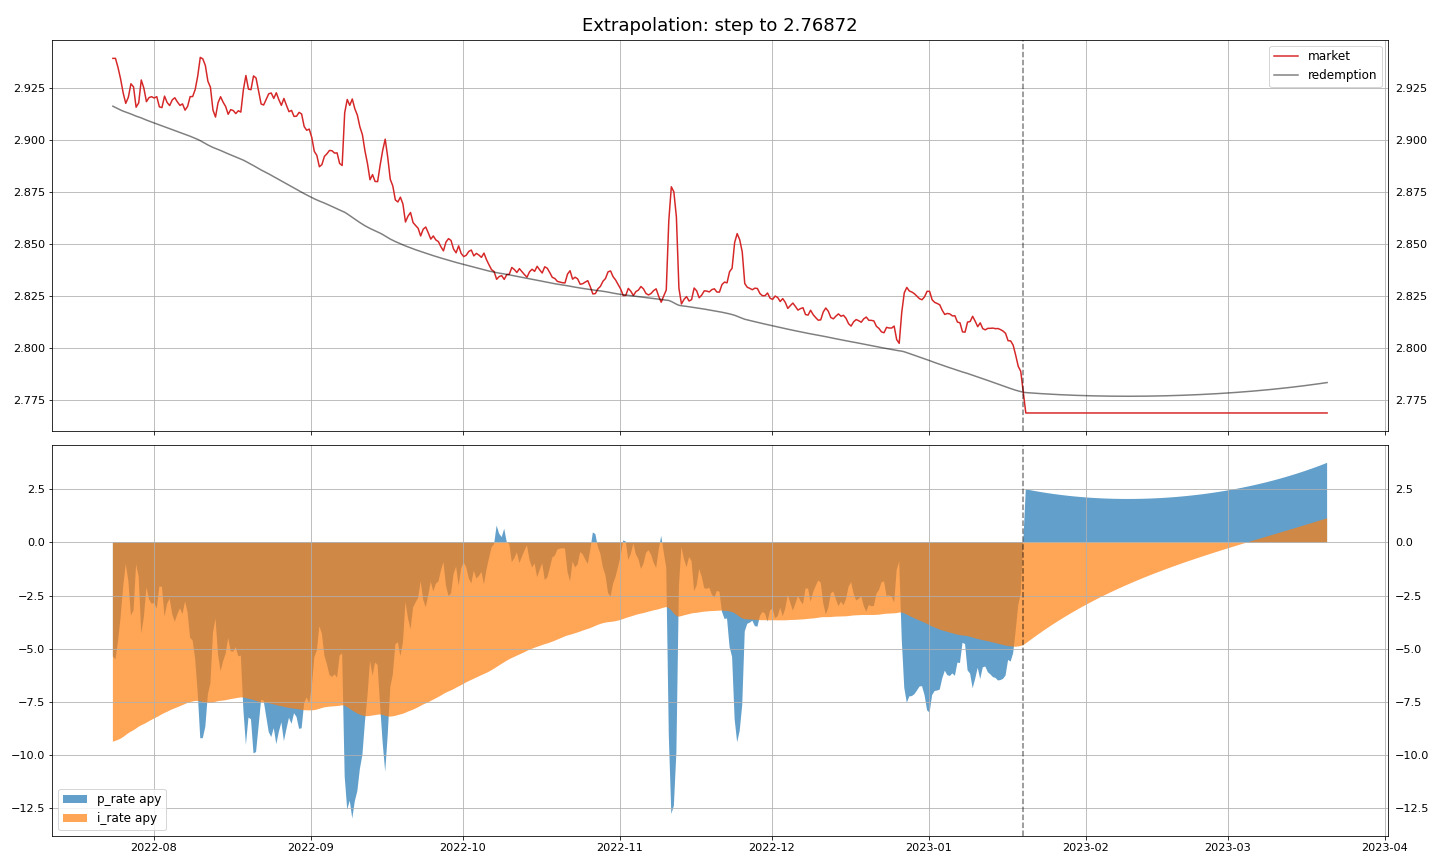 Extrapolation: step to 2.76872
market
redemption
2.925 2.925
2.900 2.900
2.875 2.875
2.850 2.850
2.825 2.825
2.800 2.800
2.775 2.775
2.5 2.5
0.0 0.0
−2.5 −2.5
−5.0 −5.0
−7.5 −7.5
−10.0 −10.0
−12.5 −12.5
p_rate apy
i_rate apy
2022-08 2022-09 2022-10 2022-11 2022-12 2023-01 2023-02 2023-03 2023-04